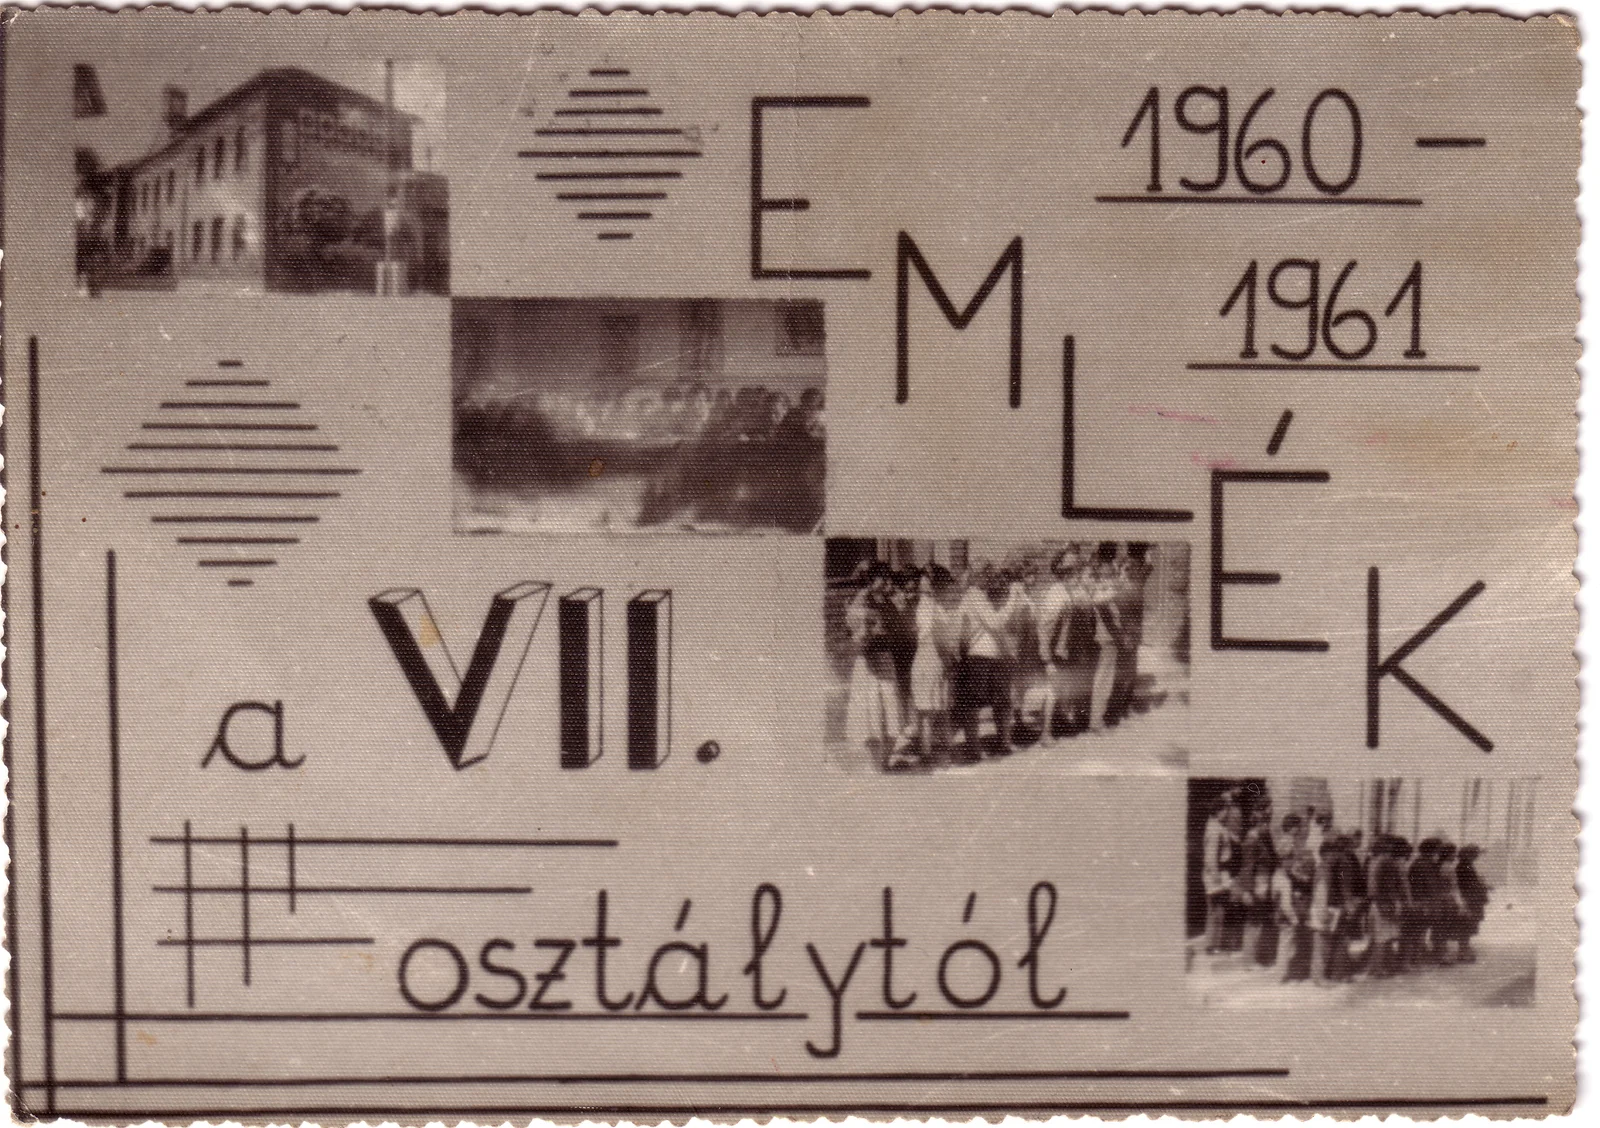 EMLÉK
1960-
1961
a VII.
osztálytól